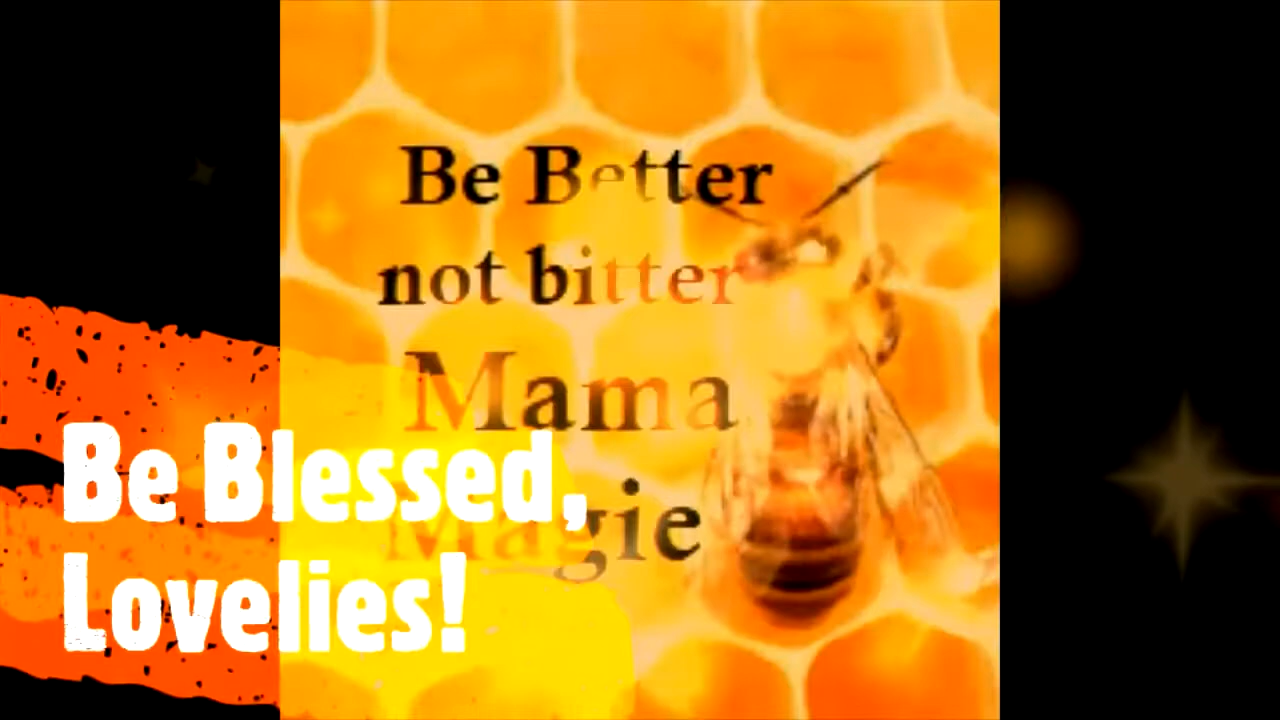 Be Better
not bitter
Mama
Magie
Be Blessed,
Lovelies!